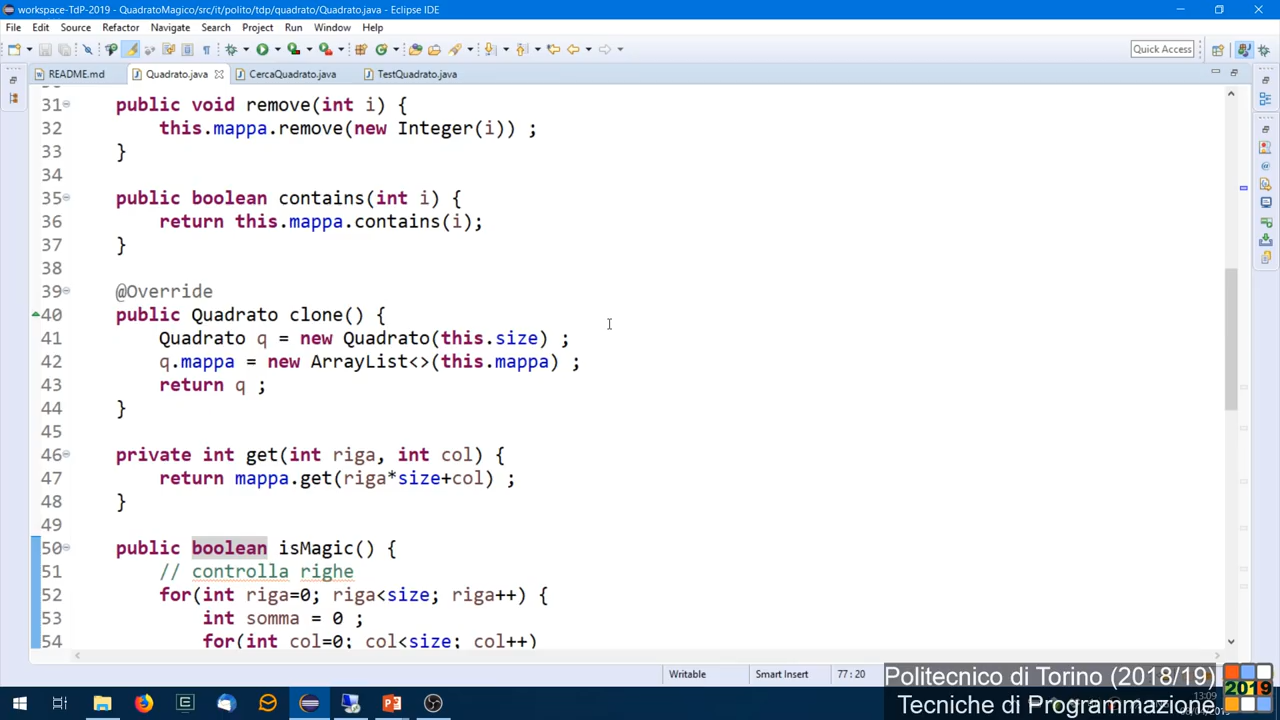 workspace-TdP-2019 - QuadratoMagico/src/it/polito/tdp/quadrato/Quadrato.java - Eclipse IDE
File Edit Source Refactor Navigate Search Project Run Window Help
Quick Access
README.md Quadrato.java CercaQuadrato.java TestQuadrato.java
31 public void remove(int i) {
32 this.mappa.remove(new Integer(i)) ;
33 }
34
35 public boolean contains(int i) {
36 return this.mappa.contains(i);
37 }
38
39 @Override
40 public Quadrato clone() {
41 Quadrato q = new Quadrato(this.size) ;
42 q.mappa = new ArrayList<>(this.mappa) ;
43 return q ;
44 }
45
46 private int get(int riga, int col) {
47 return mappa.get(riga*size+col) ;
48 }
49
50 public boolean isMagic() {
51 // controlla righe
52 for(int riga=0; riga<size; riga++) {
53 int somma = 0 ;
54 for(int col=0; col<size; col++)
Writable Smart Insert 77 : 20
Politecnico di Torino (2018/19)
2019
13:09
Tecniche di Programmazione